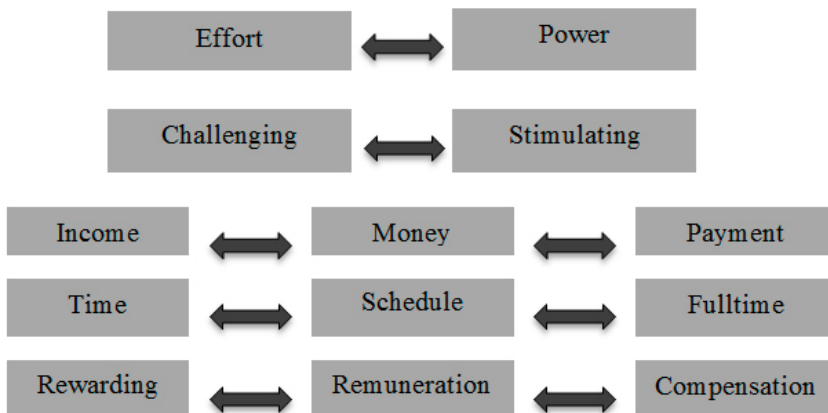 Effort Power
Challenging Stimulating
Income Money Payment
Time Schedule Fulltime
Rewarding Remuneration Compensation